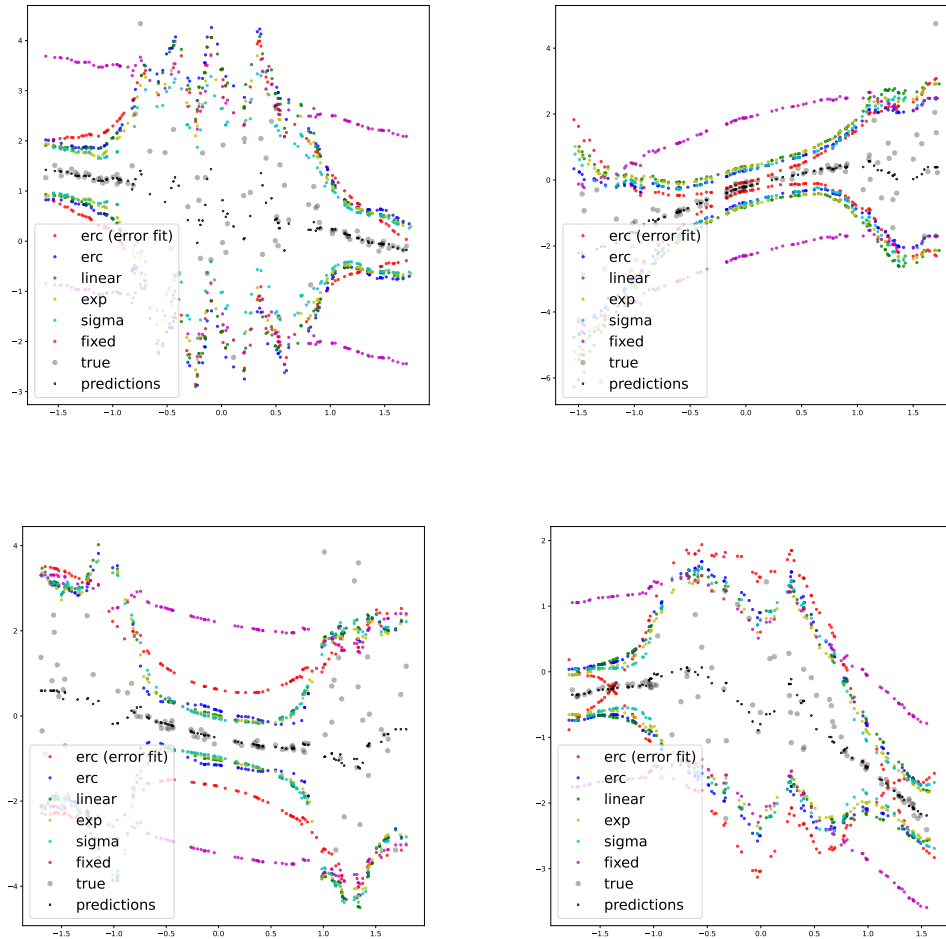 4
3
2
1
0
−1
−2
−3
erc (error fit)
erc
linear
exp
sigma
fixed
true
predictions
−1.5 −1.0 −0.5 0.0 0.5 1.0 1.5
4
2
0
−2
−4
−6
erc (error fit)
erc
linear
exp
sigma
fixed
true
predictions
−1.5 −1.0 −0.5 0.0 0.5 1.0 1.5
4
2
0
−2
−4
erc (error fit)
erc
linear
exp
sigma
fixed
true
predictions
−1.5 −1.0 −0.5 0.0 0.5 1.0 1.5
2
1
0
−1
−2
−3
erc (error fit)
erc
linear
exp
sigma
fixed
true
predictions
−1.5 −1.0 −0.5 0.0 0.5 1.0 1.5